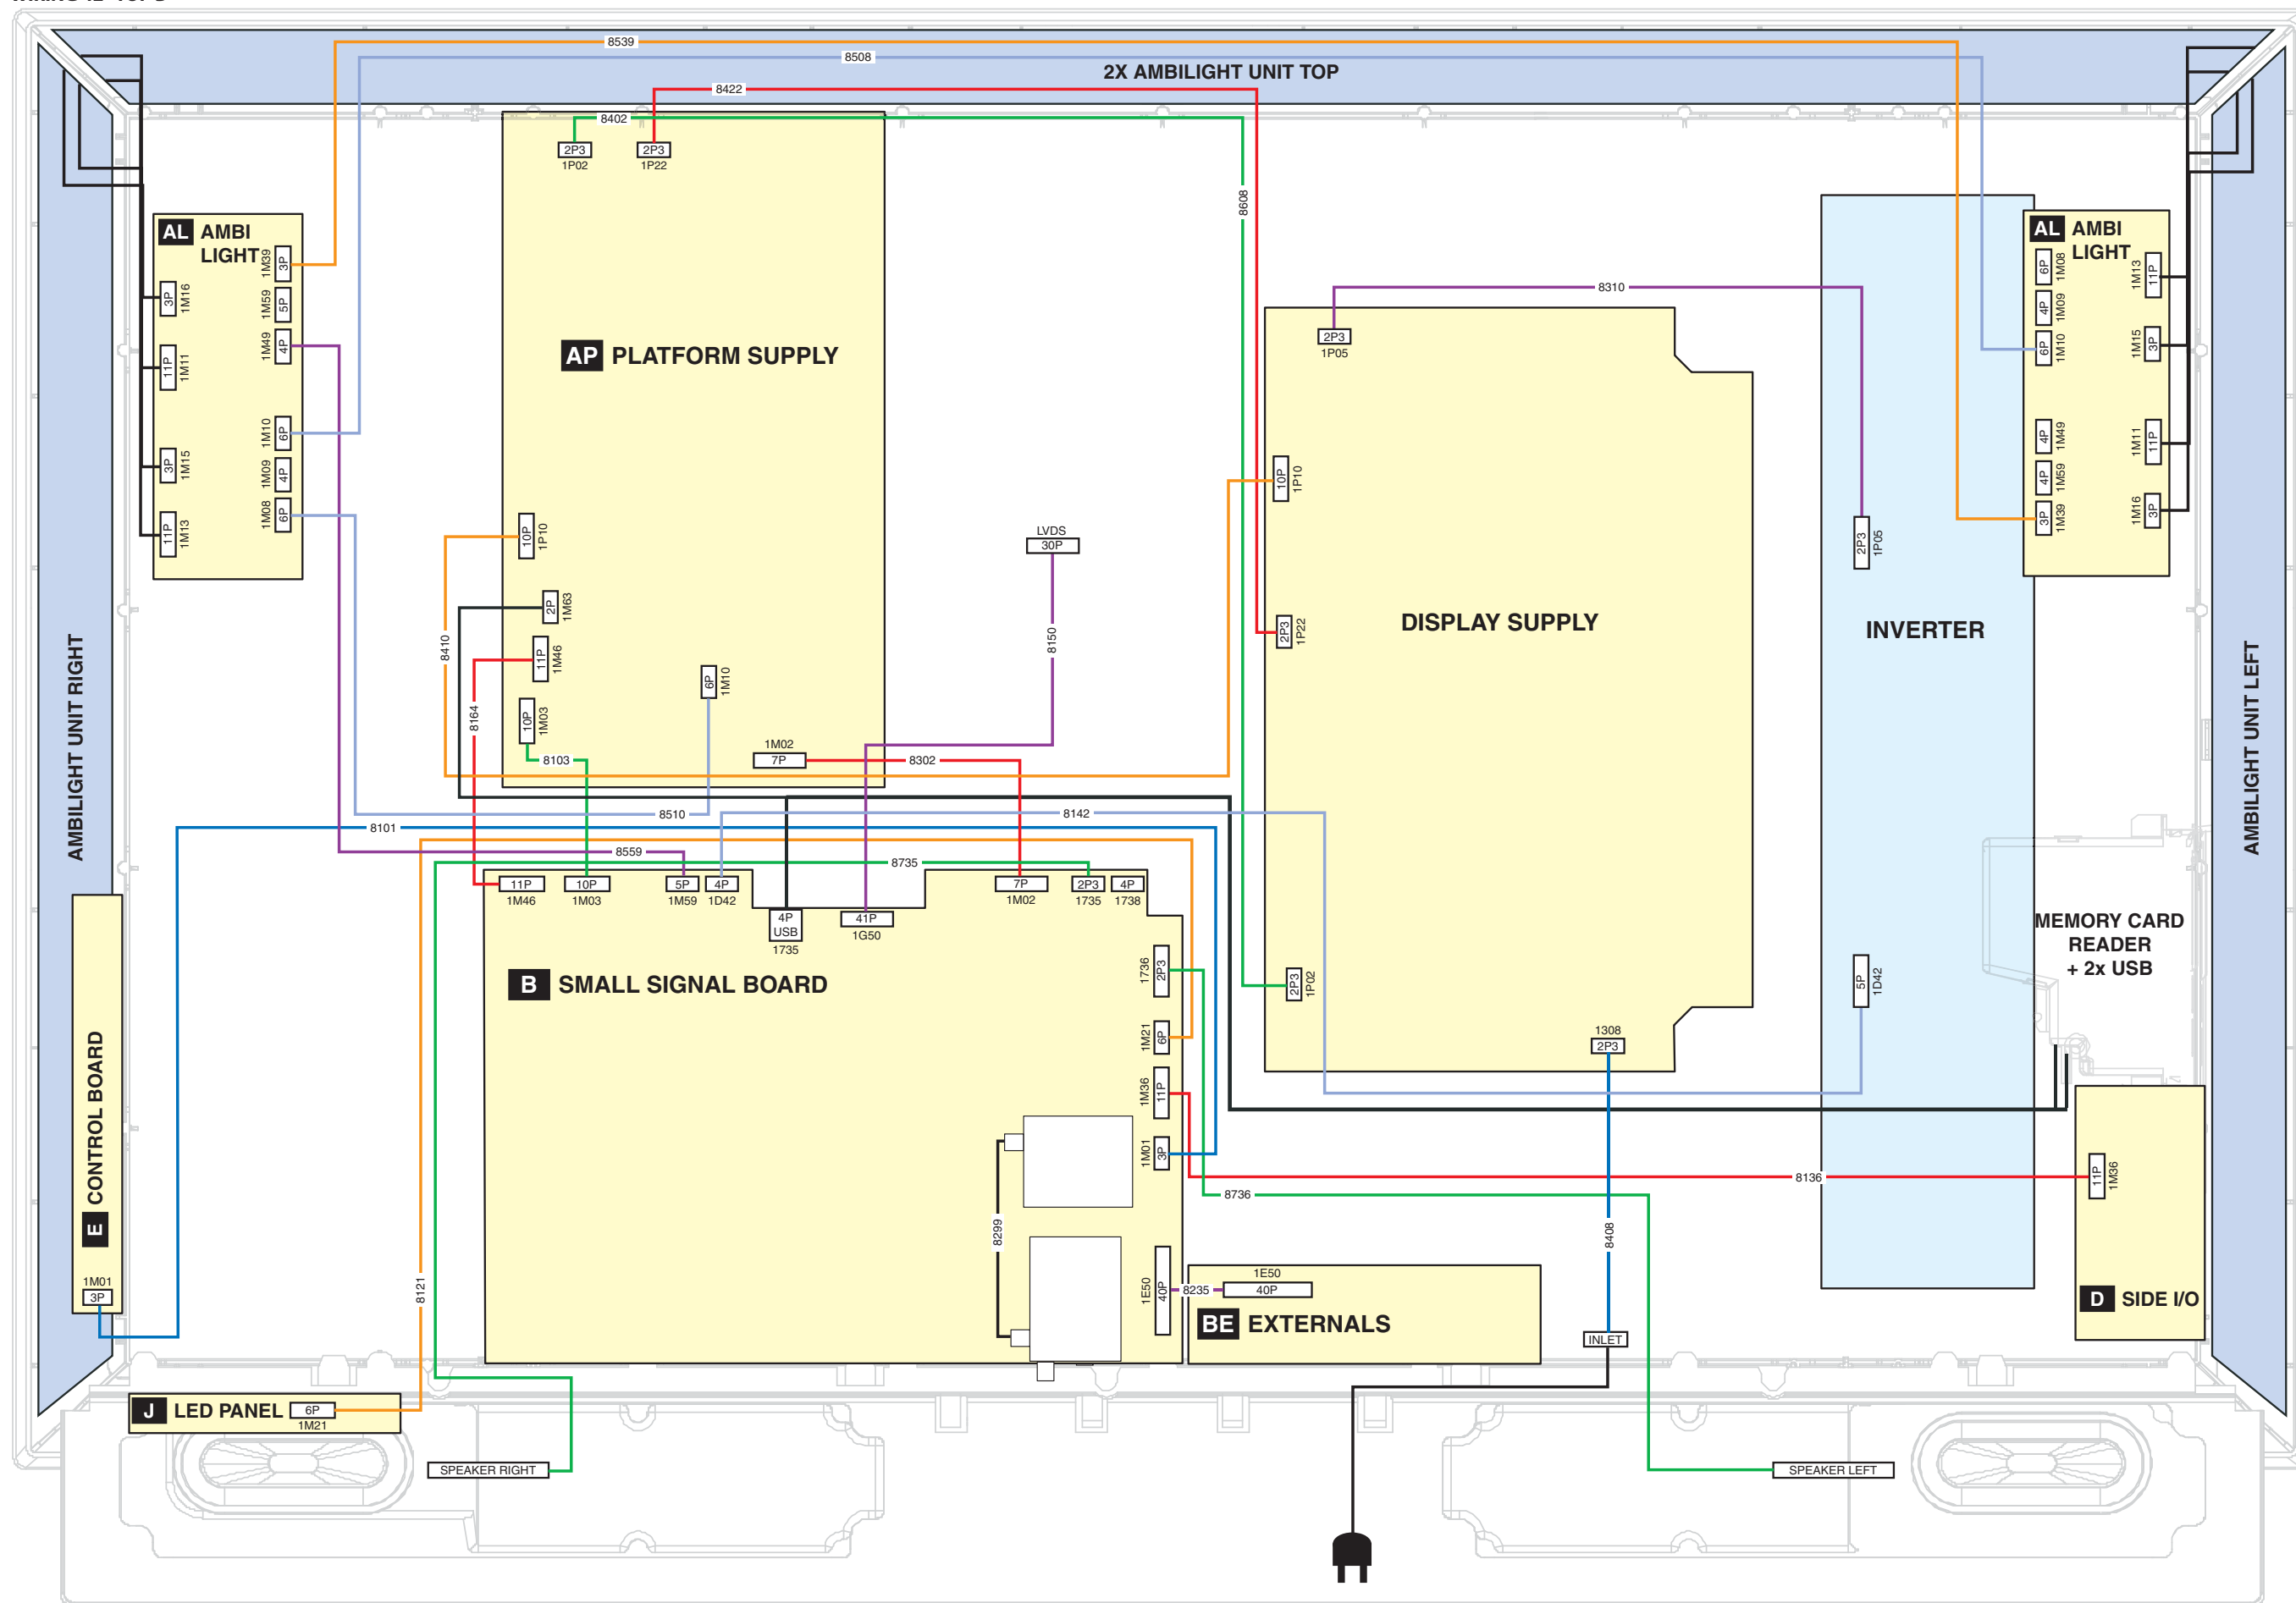 8539
8508
2X AMBILIGHT UNIT TOP
8422
8402
2P3
1P02
2P3
1P22
8608
AL AMBI
LIGHT
1M39
3P
1M59
5P
1M49
4P
1M10
6P
1M09
4P
1M08
6P
3P
1M16
11P
1M11
3P
1M15
11P
1M13
AP PLATFORM SUPPLY
10P
1P10
2P
1M63
11P
1M46
10P
1M03
6P
1M10
1M02
7P
8410
8164
8103
8302
8510
LVDS
30P
8150
8310
2P3
1P05
10P
1P10
2P3
1P22
DISPLAY SUPPLY
2P3
1P02
1308
2P3
INVERTER
2P3
1P05
5P
1D42
AL AMBI
LIGHT
6P
1M08
4P
1M09
6P
1M10
4P
1M49
4P
1M59
3P
1M39
1M13
11P
1M15
3P
1M11
11P
1M16
3P
AMBILIGHT UNIT RIGHT
AMBILIGHT UNIT LEFT
8142
8101
8559
8735
11P
1M46
10P
1M03
5P
1M59
4P
1D42
4P
USB
1735
41P
1G50
7P
1M02
2P3
1735
4P
1738
B SMALL SIGNAL BOARD
1736
2P3
1M21
6P
1M36
11P
1M01
3P
1E50
40P
8299
MEMORY CARD
READER
+ 2x USB
E CONTROL BOARD
1M01
3P
8121
8136
8736
8408
11P
1M36
D SIDE I/O
8235
1E50
40P
BE EXTERNALS
INLET
J LED PANEL
6P
1M21
SPEAKER RIGHT
SPEAKER LEFT